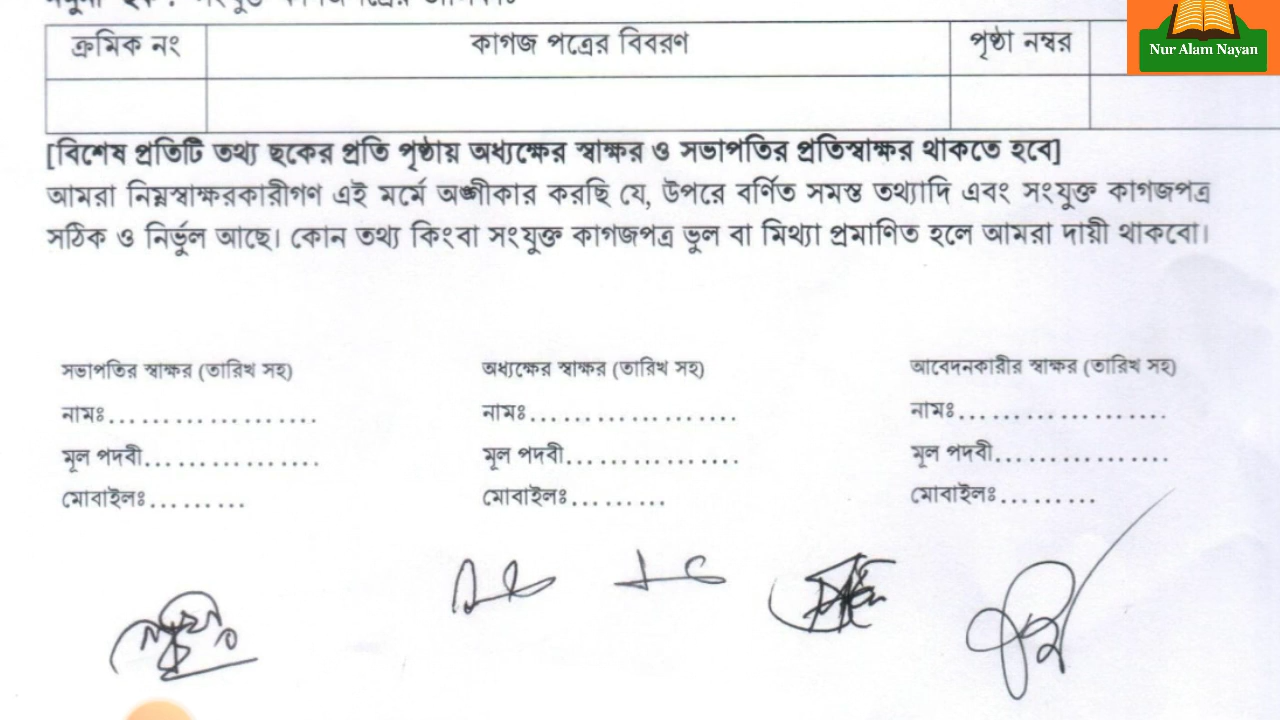 ক্রমিক নং কাগজ পত্রের বিবরণ পৃষ্ঠা নম্বর
Nur Alam Nayan
[বিশেষ প্রতিটি তথ্য ছকের প্রতি পৃষ্ঠায় অধ্যক্ষের স্বাক্ষর ও সভাপতির প্রতিস্বাক্ষর থাকতে হবে]
আমরা নিম্নস্বাক্ষরকারীগণ এই মর্মে অঙ্গীকার করছি যে, উপরে বর্ণিত সমস্ত তথ্যাদি এবং সংযুক্ত কাগজপত্র
সঠিক ও নির্ভুল আছে। কোন তথ্য কিংবা সংযুক্ত কাগজপত্র ভুল বা মিথ্যা প্রমাণিত হলে আমরা দায়ী থাকবো।
সভাপতির স্বাক্ষর (তারিখ সহ) অধ্যক্ষের স্বাক্ষর (তারিখ সহ) আবেদনকারীর স্বাক্ষর (তারিখ সহ)
নামঃ.................. নামঃ.................. নামঃ..................
মূল পদবী............... মূল পদবী............... মূল পদবী...............
মোবাইলঃ......... মোবাইলঃ......... মোবাইলঃ.........